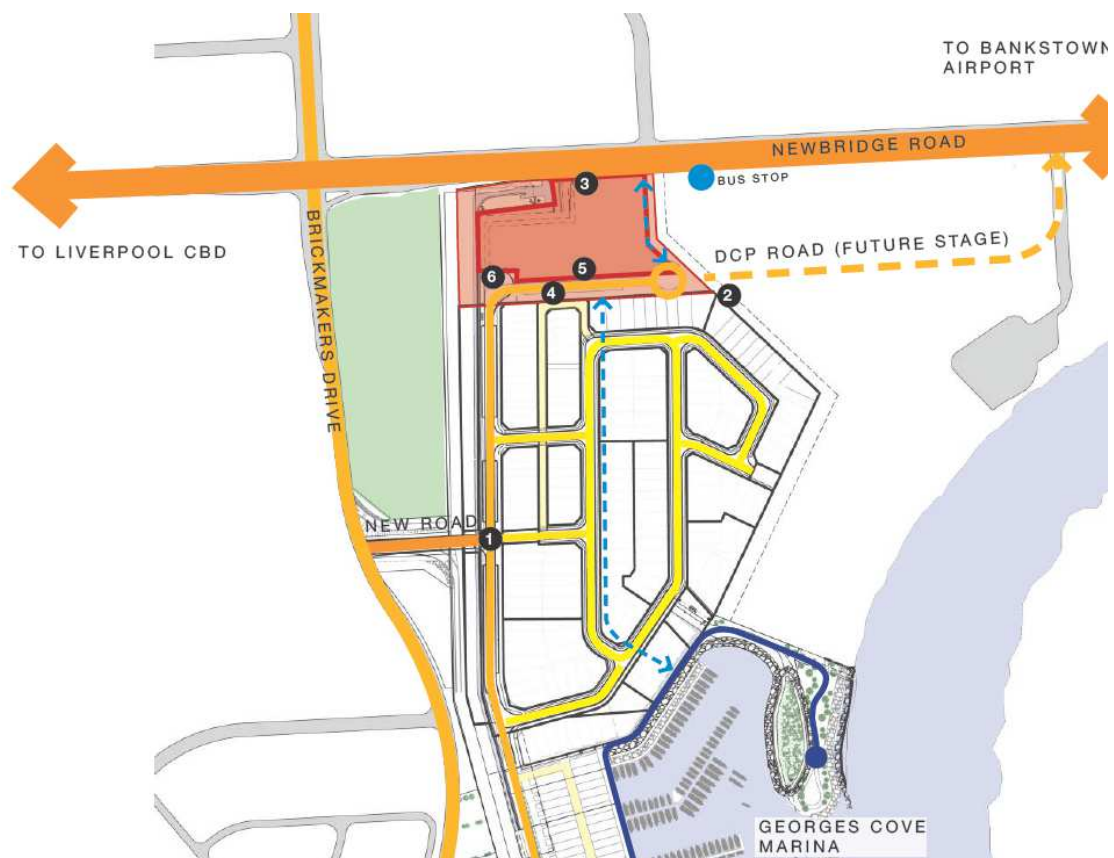 TO BANKSTOWN
AIRPORT
NEWBRIDGE ROAD
3
BUS STOP
TO LIVERPOOL CBD
BRICKMAKERS DRIVE
DCP ROAD (FUTURE STAGE)
6
5
4
2
NEW ROAD
1
GEORGES COVE
MARINA